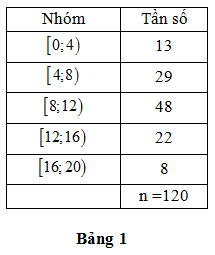 Nhóm Tần số
[0;4) 13
[4;8) 29
[8;12) 48
[12;16) 22
[16;20) 8
n =120
Bảng 1